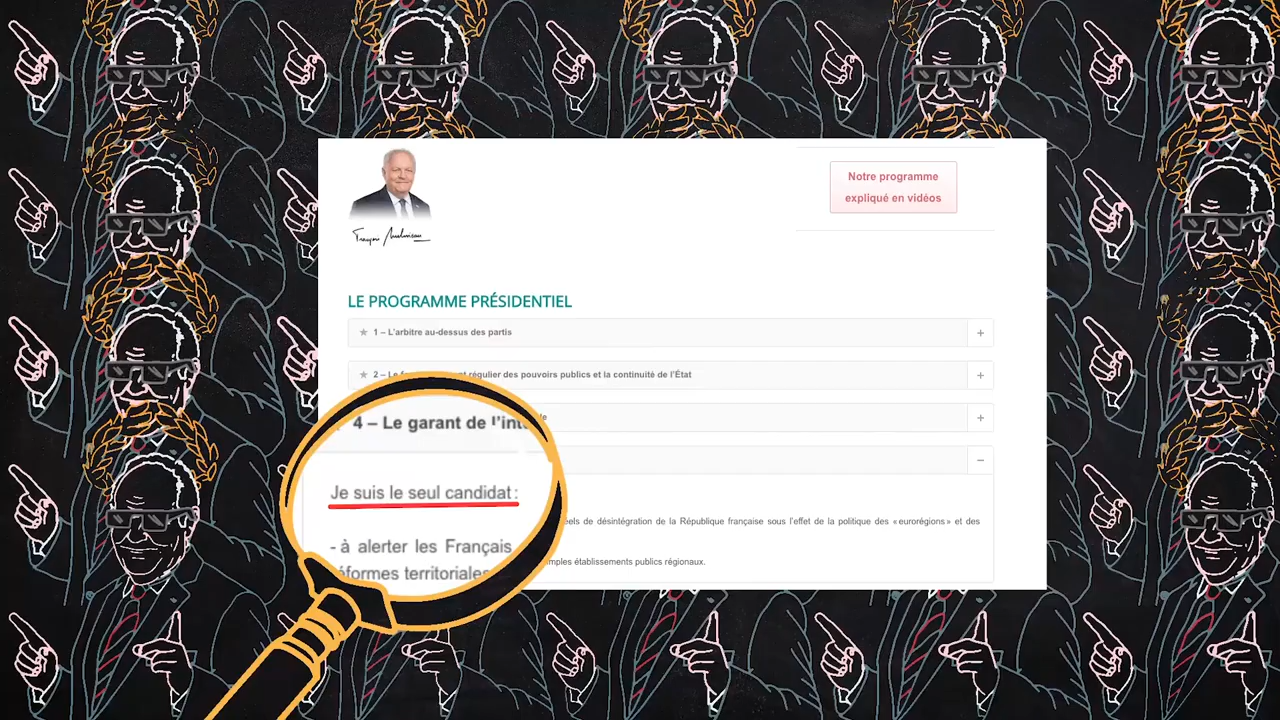 Notre programme
expliqué en vidéos
LE PROGRAMME PRÉSIDENTIEL
1 – L'arbitre au-dessus des partis
2 – Le régulier des pouvoirs publics et la continuité de l'État
4 – Le garant de l'int
Je suis le seul candidat :
de désintégration de la République française sous l'effet de la politique des « eurorégions » et des
- à alerter les Français
territoriales
établissements publics régionaux.